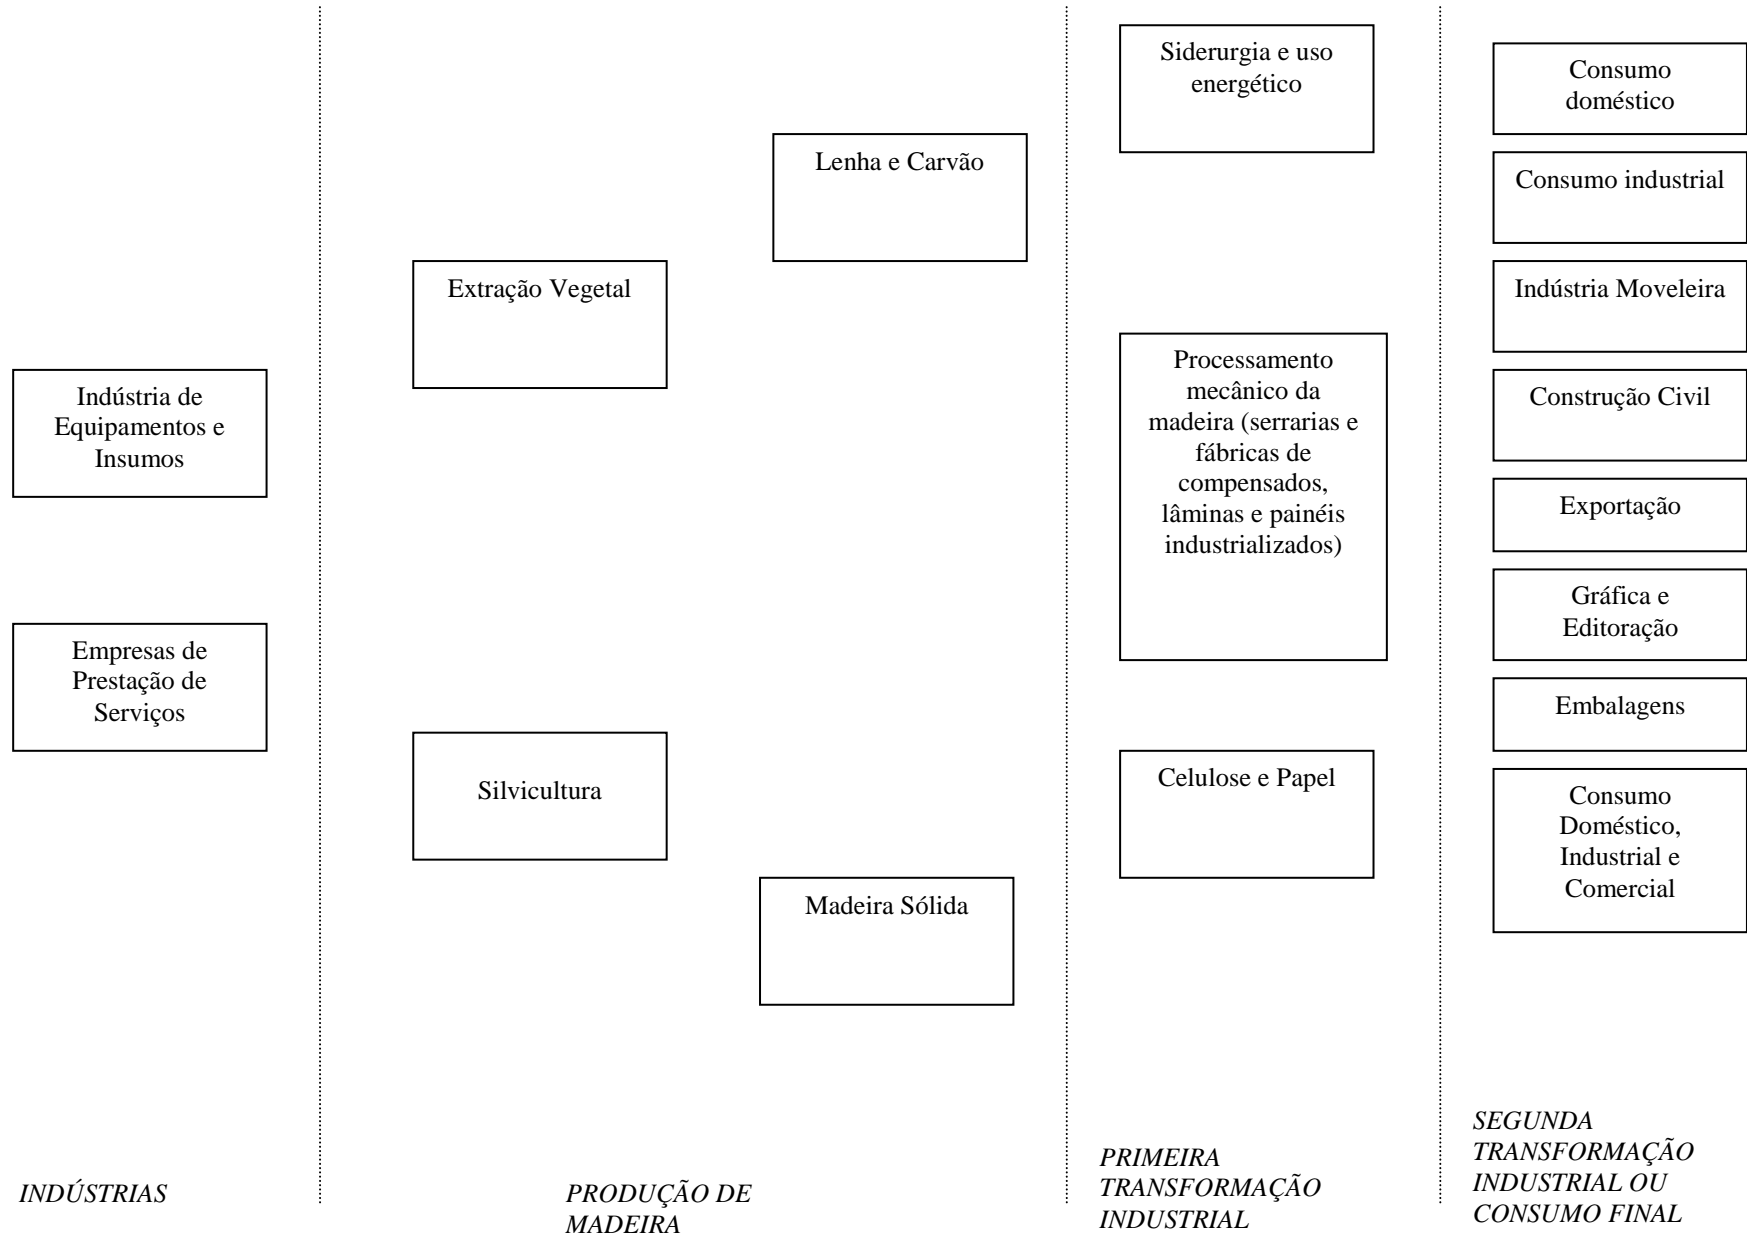 Indústria de
Equipamentos e
Insumos
Empresas de
Prestação de
Serviços
INDÚSTRIAS
Extração Vegetal
Silvicultura
Lenha e Carvão
Madeira Sólida
PRODUÇÃO DE
MADEIRA
Siderurgia e uso
energético
Processamento
mecânico da
madeira (serrarias e
fábricas de
compensados,
lâminas e painéis
industrializados)
Celulose e Papel
PRIMEIRA
TRANSFORMAÇÃO
INDUSTRIAL
Consumo
doméstico
Consumo industrial
Indústria Moveleira
Construção Civil
Exportação
Gráfica e
Editoração
Embalagens
Consumo
Doméstico,
Industrial e
Comercial
SEGUNDA
TRANSFORMAÇÃO
INDUSTRIAL OU
CONSUMO FINAL